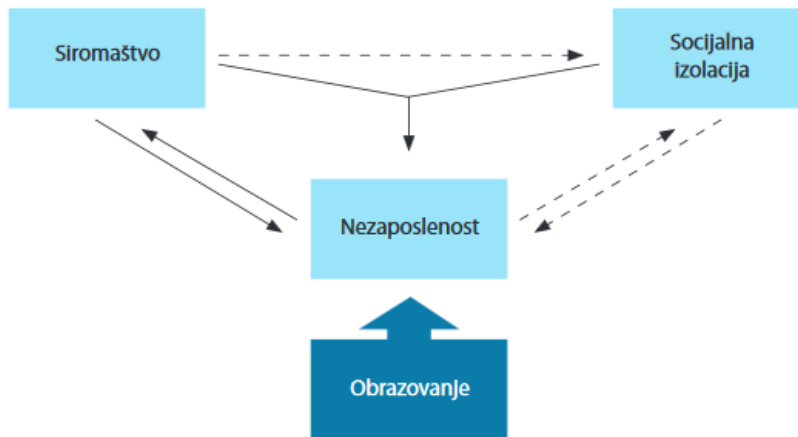 Siromaštvo
Socijalna
izolacija
Nezaposlenost
Obrazovanje